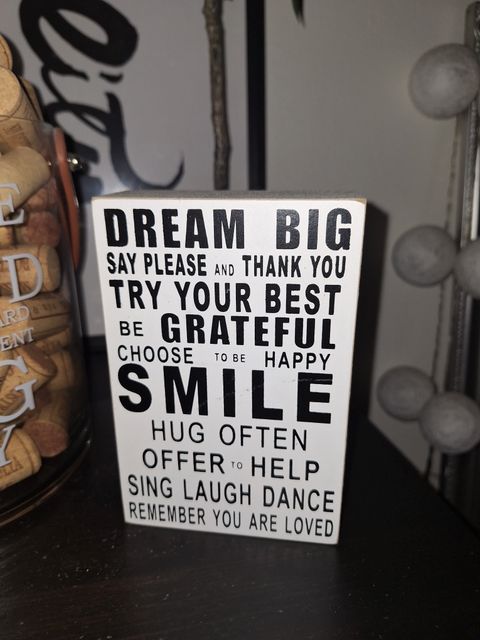 DREAM BIG
SAY PLEASE AND THANK YOU
TRY YOUR BEST
BE GRATEFUL
CHOOSE TO BE HAPPY
SMILE
HUG OFTEN
OFFER TO HELP
SING LAUGH DANCE
REMEMBER YOU ARE LOVED